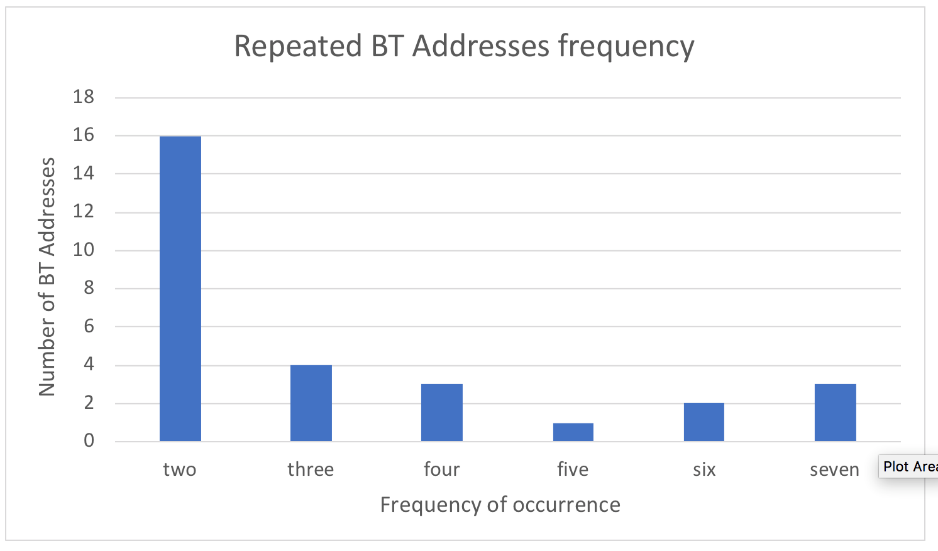 Repeated BT Addresses frequency
Number of BT Addresses
18
16
14
12
10
8
6
4
2
0
two three four five six seven
Plot Area
Frequency of occurrence